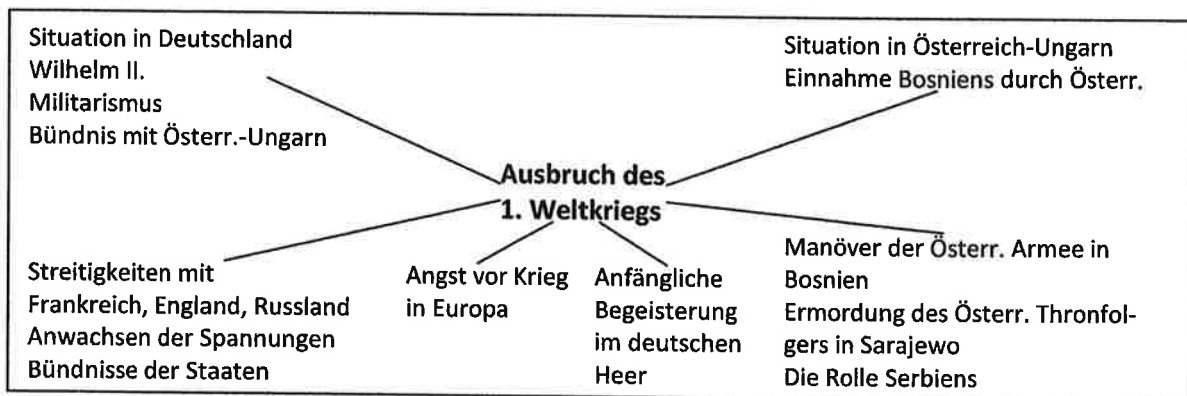 Situation in Deutschland
Wilhelm II.
Militarismus
Bündnis mit Österr.-Ungarn
Situation in Österreich-Ungarn
Einnahme Bosniens durch Österr.
Ausbruch des
1. Weltkriegs
Streitigkeiten mit
Frankreich, England, Russland
Anwachsen der Spannungen
Bündnisse der Staaten
Angst vor Krieg
in Europa
Anfängliche
Begeisterung
im deutschen
Heer
Manöver der Österr. Armee in
Bosnien
Ermordung des Österr. Thronfol-
gers in Sarajewo
Die Rolle Serbiens